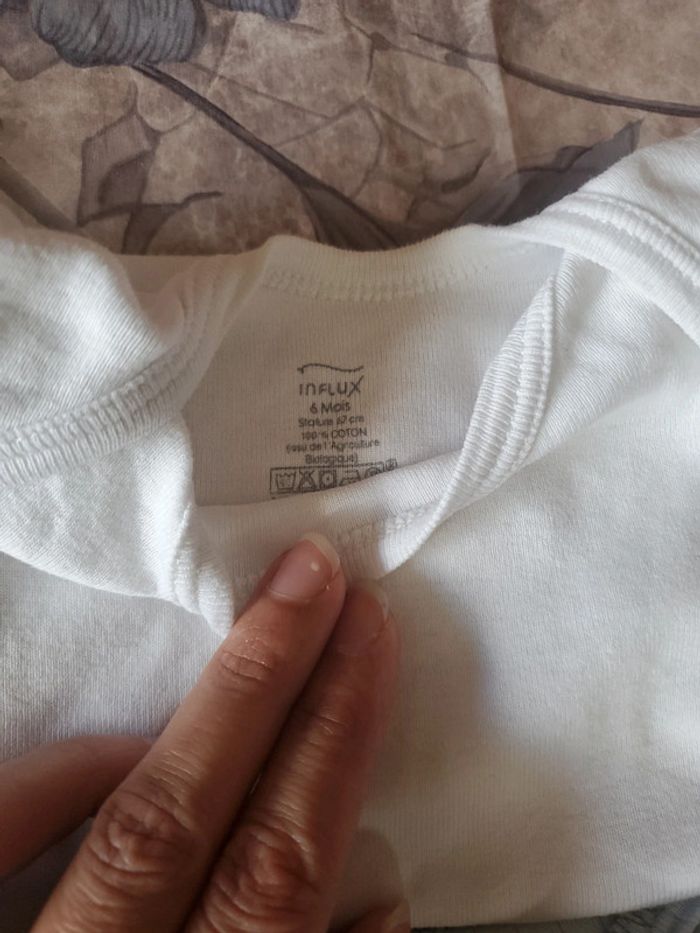 INFLUX
6 Mois
Stature 67 cm
100 % COTON
issu de l'Agriculture
Biologique)